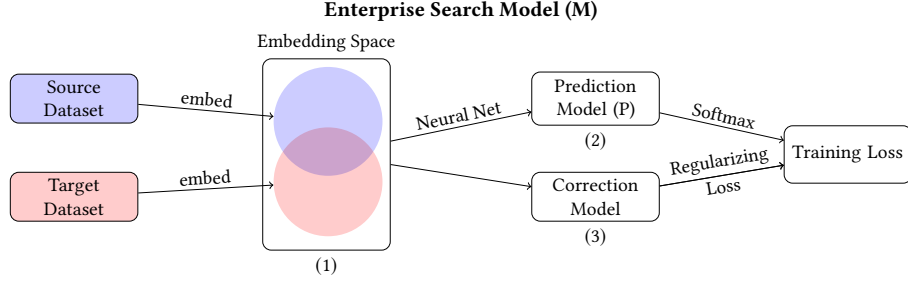 Enterprise Search Model (M)
Embedding Space
Source
Dataset
embed
Target
Dataset
embed
(1)
Neural Net
Prediction
Model (P)
(2)
Softmax
Correction
Model
(3)
Regularizing
Loss
Training Loss